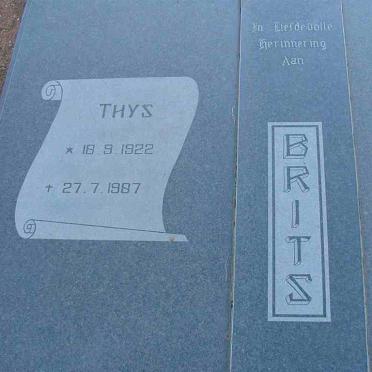 In Liefdevolle
Herinnering
Aan
BRITS
THYS
* 18.9.1922
† 27.7.1987